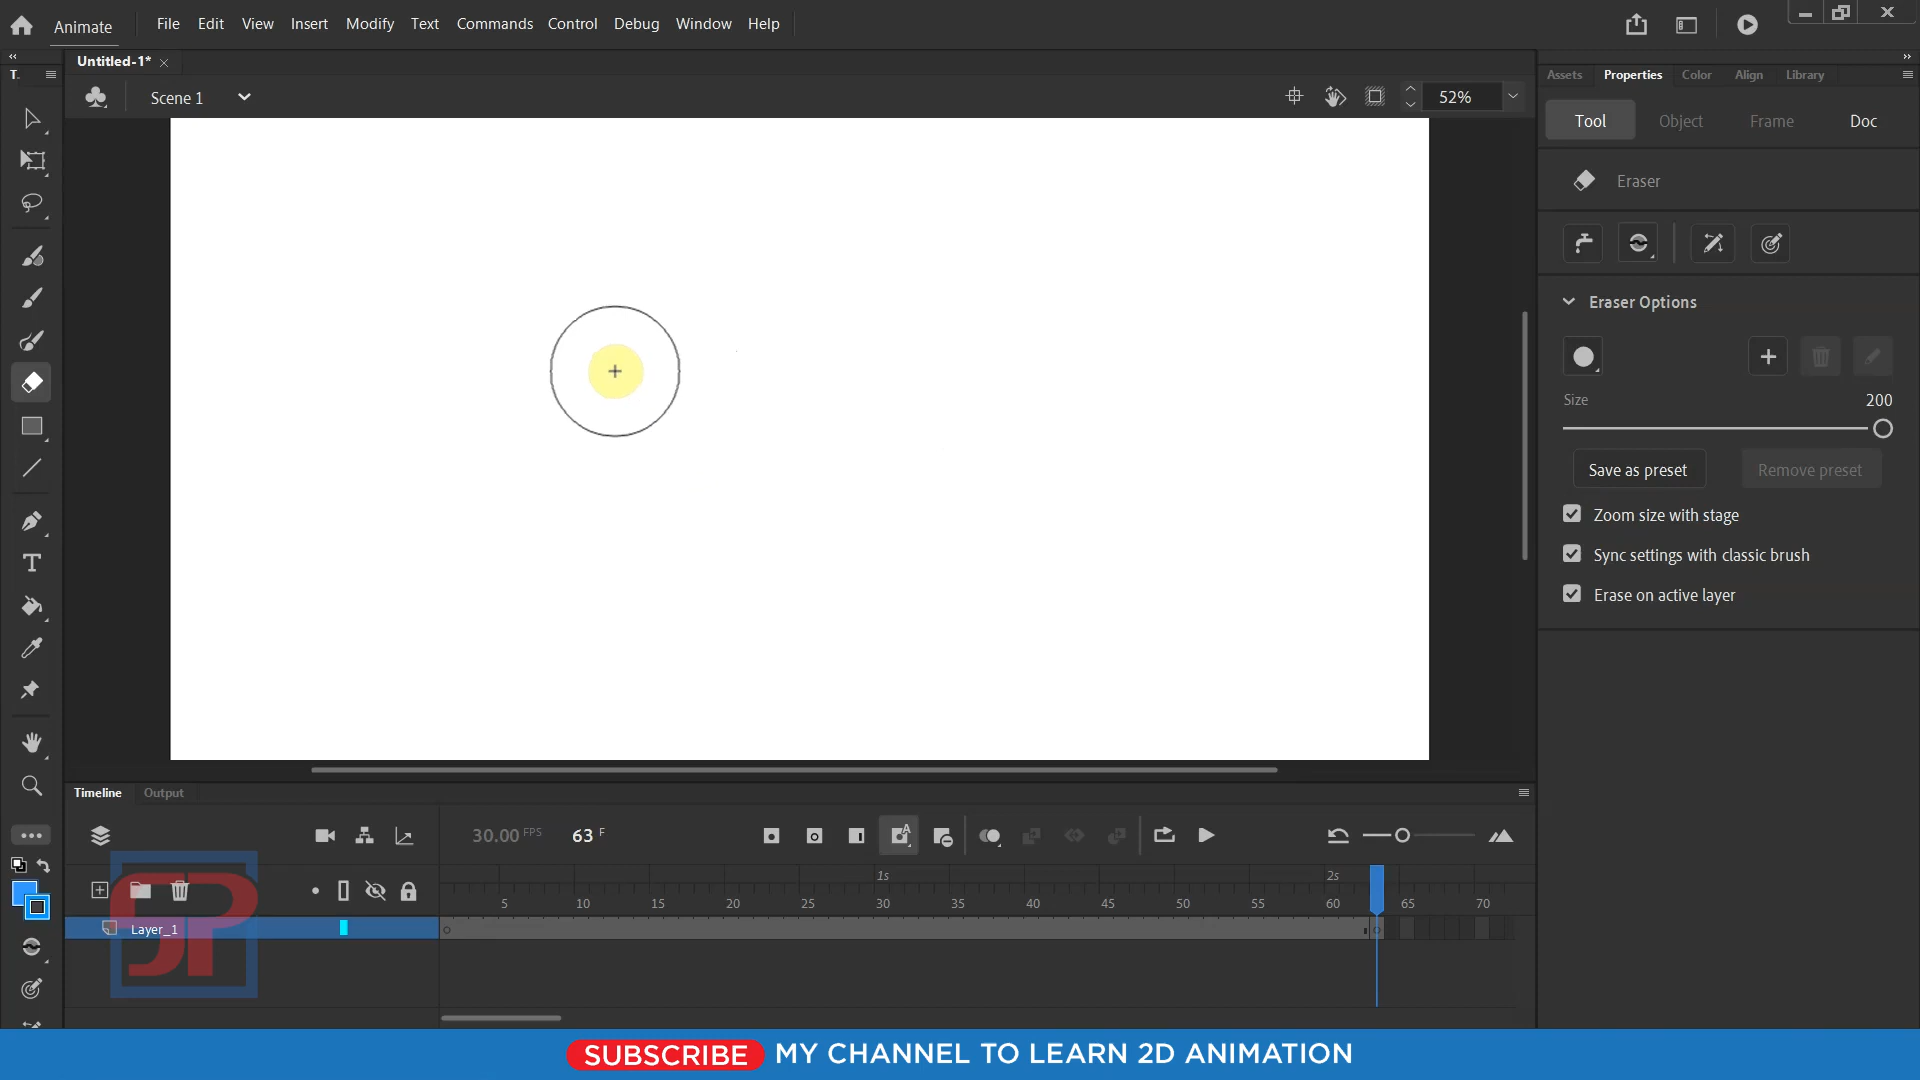 Animate File Edit View Insert Modify Text Commands Control Debug Window Help
Untitled-1*
T.
Scene 1
52%
Assets Properties Color Align Library
Tool Object Frame Doc
Eraser
Eraser Options
Size 200
Save as preset Remove preset
Zoom size with stage
Sync settings with classic brush
Erase on active layer
Timeline Output
30.00 FPS 63 F
1s 2s
5 10 15 20 25 30 35 40 45 50 55 60 65 70
Layer_1
SP
SUBSCRIBE MY CHANNEL TO LEARN 2D ANIMATION